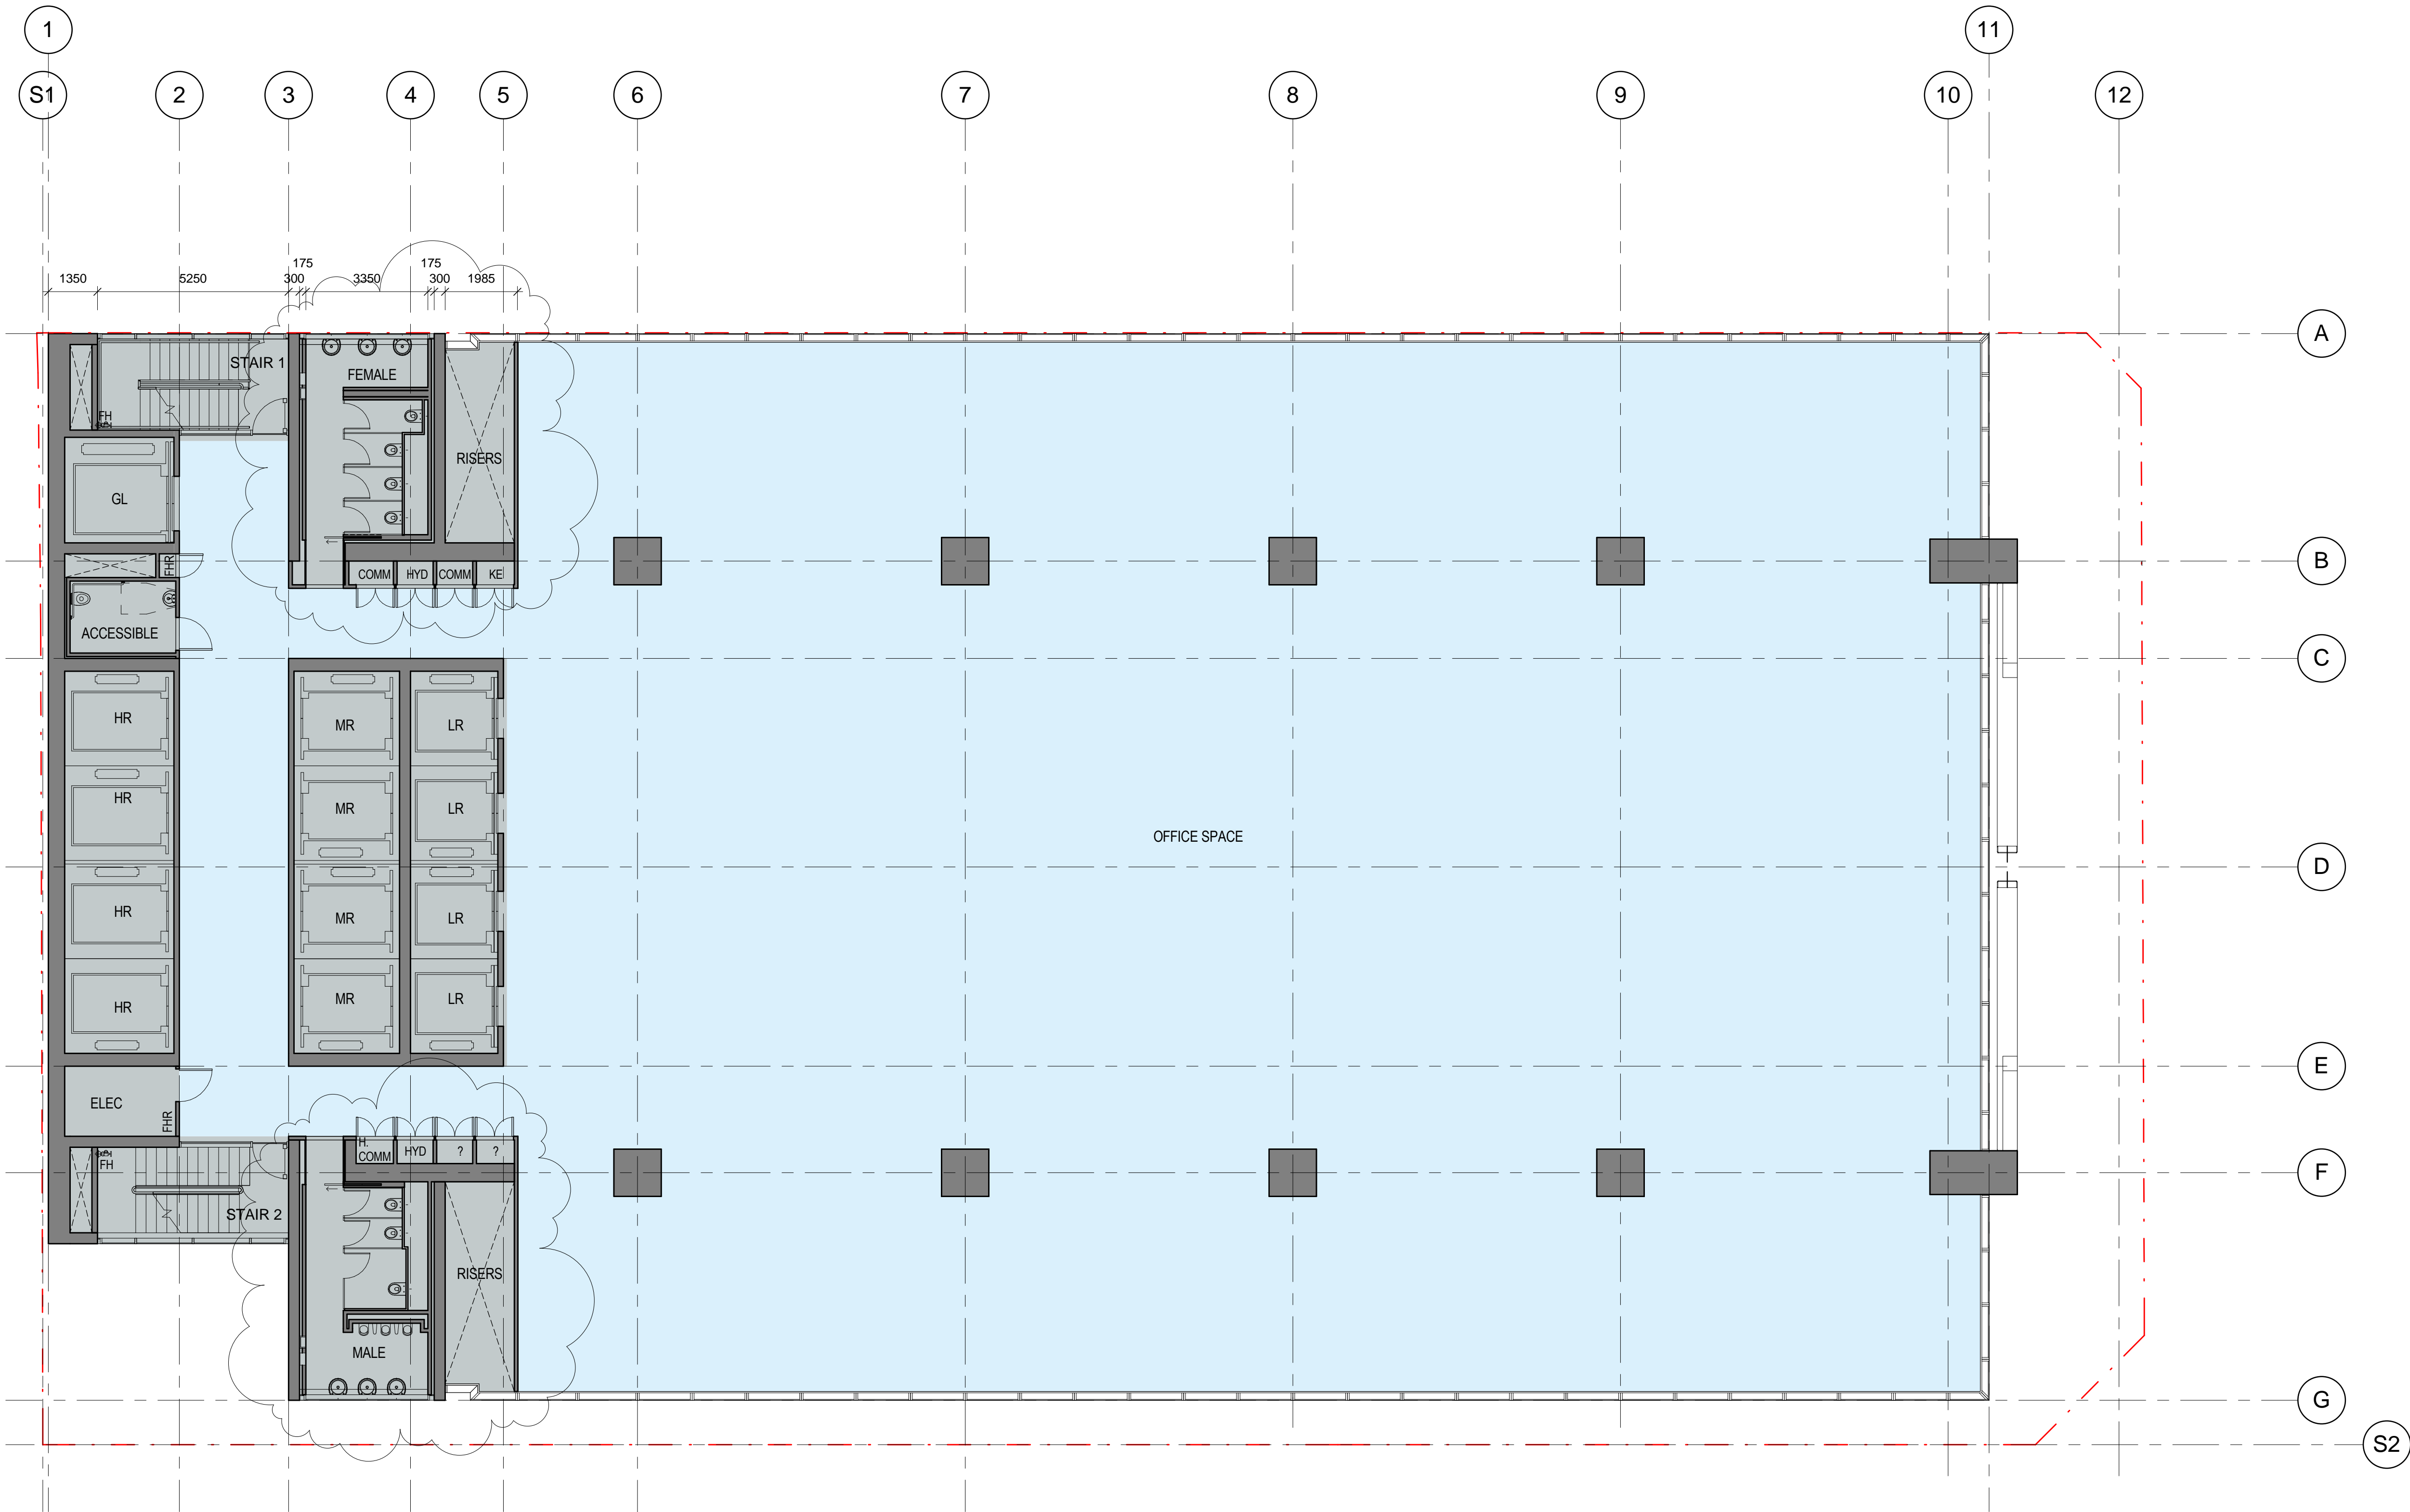 1
11
S1
2
3
4
5
6
7
8
9
10
12
175
175
1350
5250
300
3350
300
1985
A
STAIR 1
FEMALE
FH
RISERS
GL
B
FHR
COMM
HYD
COMM
KE
ACCESSIBLE
C
HR
MR
LR
HR
MR
LR
OFFICE SPACE
D
HR
MR
LR
HR
MR
LR
E
ELEC
FHR
H.
COMM
HYD
?
?
FH
F
STAIR 2
RISERS
MALE
G
S2